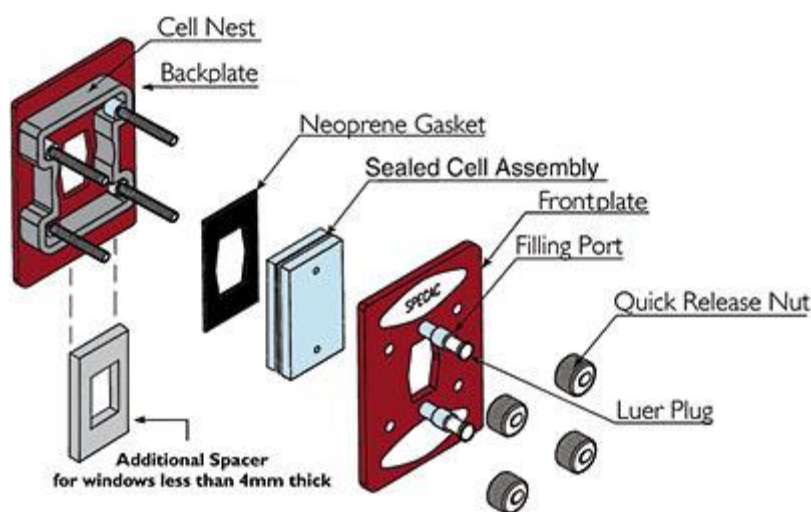 Cell Nest
Backplate
Neoprene Gasket
Sealed Cell Assembly
Frontplate
Filling Port
SPECAC
Quick Release Nut
Luer Plug
Additional Spacer
for windows less than 4mm thick